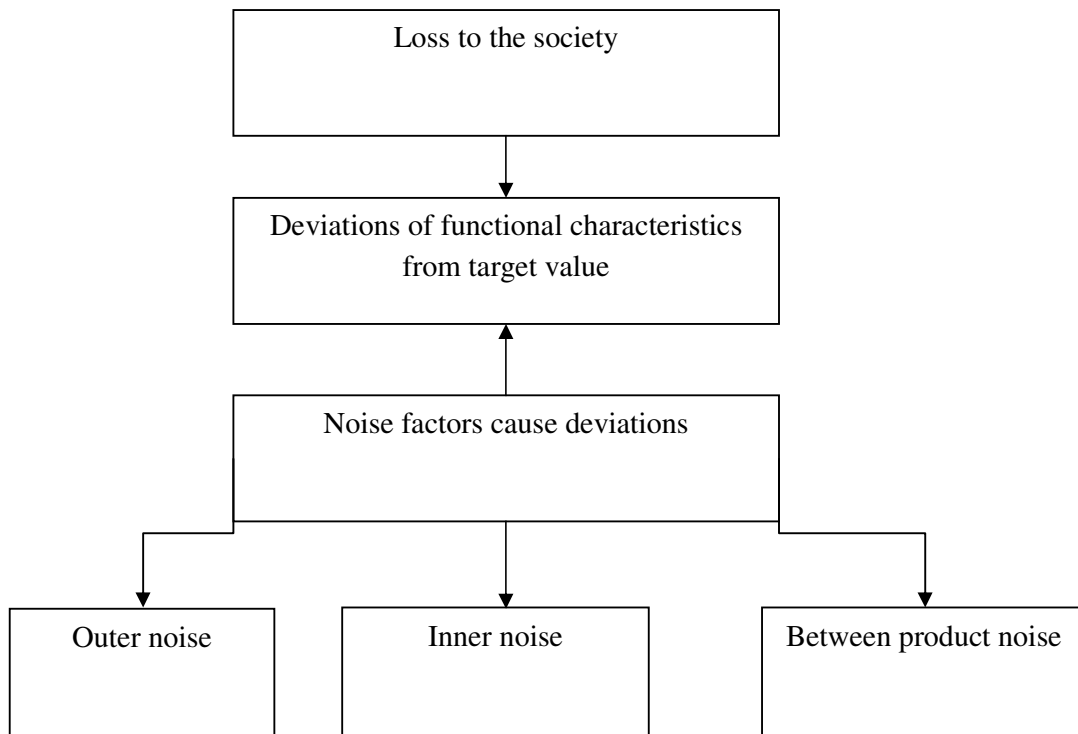 Loss to the society
Deviations of functional characteristics
from target value
Noise factors cause deviations
Outer noise
Inner noise
Between product noise